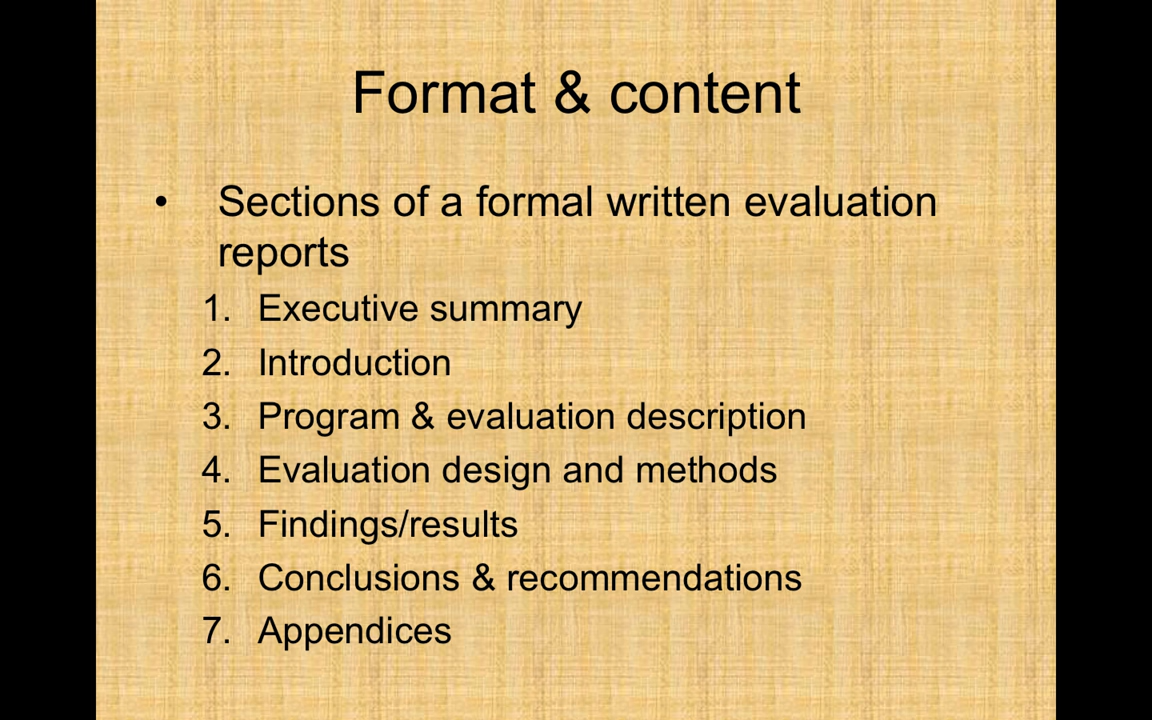 Format & content
• Sections of a formal written evaluation
reports
1. Executive summary
2. Introduction
3. Program & evaluation description
4. Evaluation design and methods
5. Findings/results
6. Conclusions & recommendations
7. Appendices